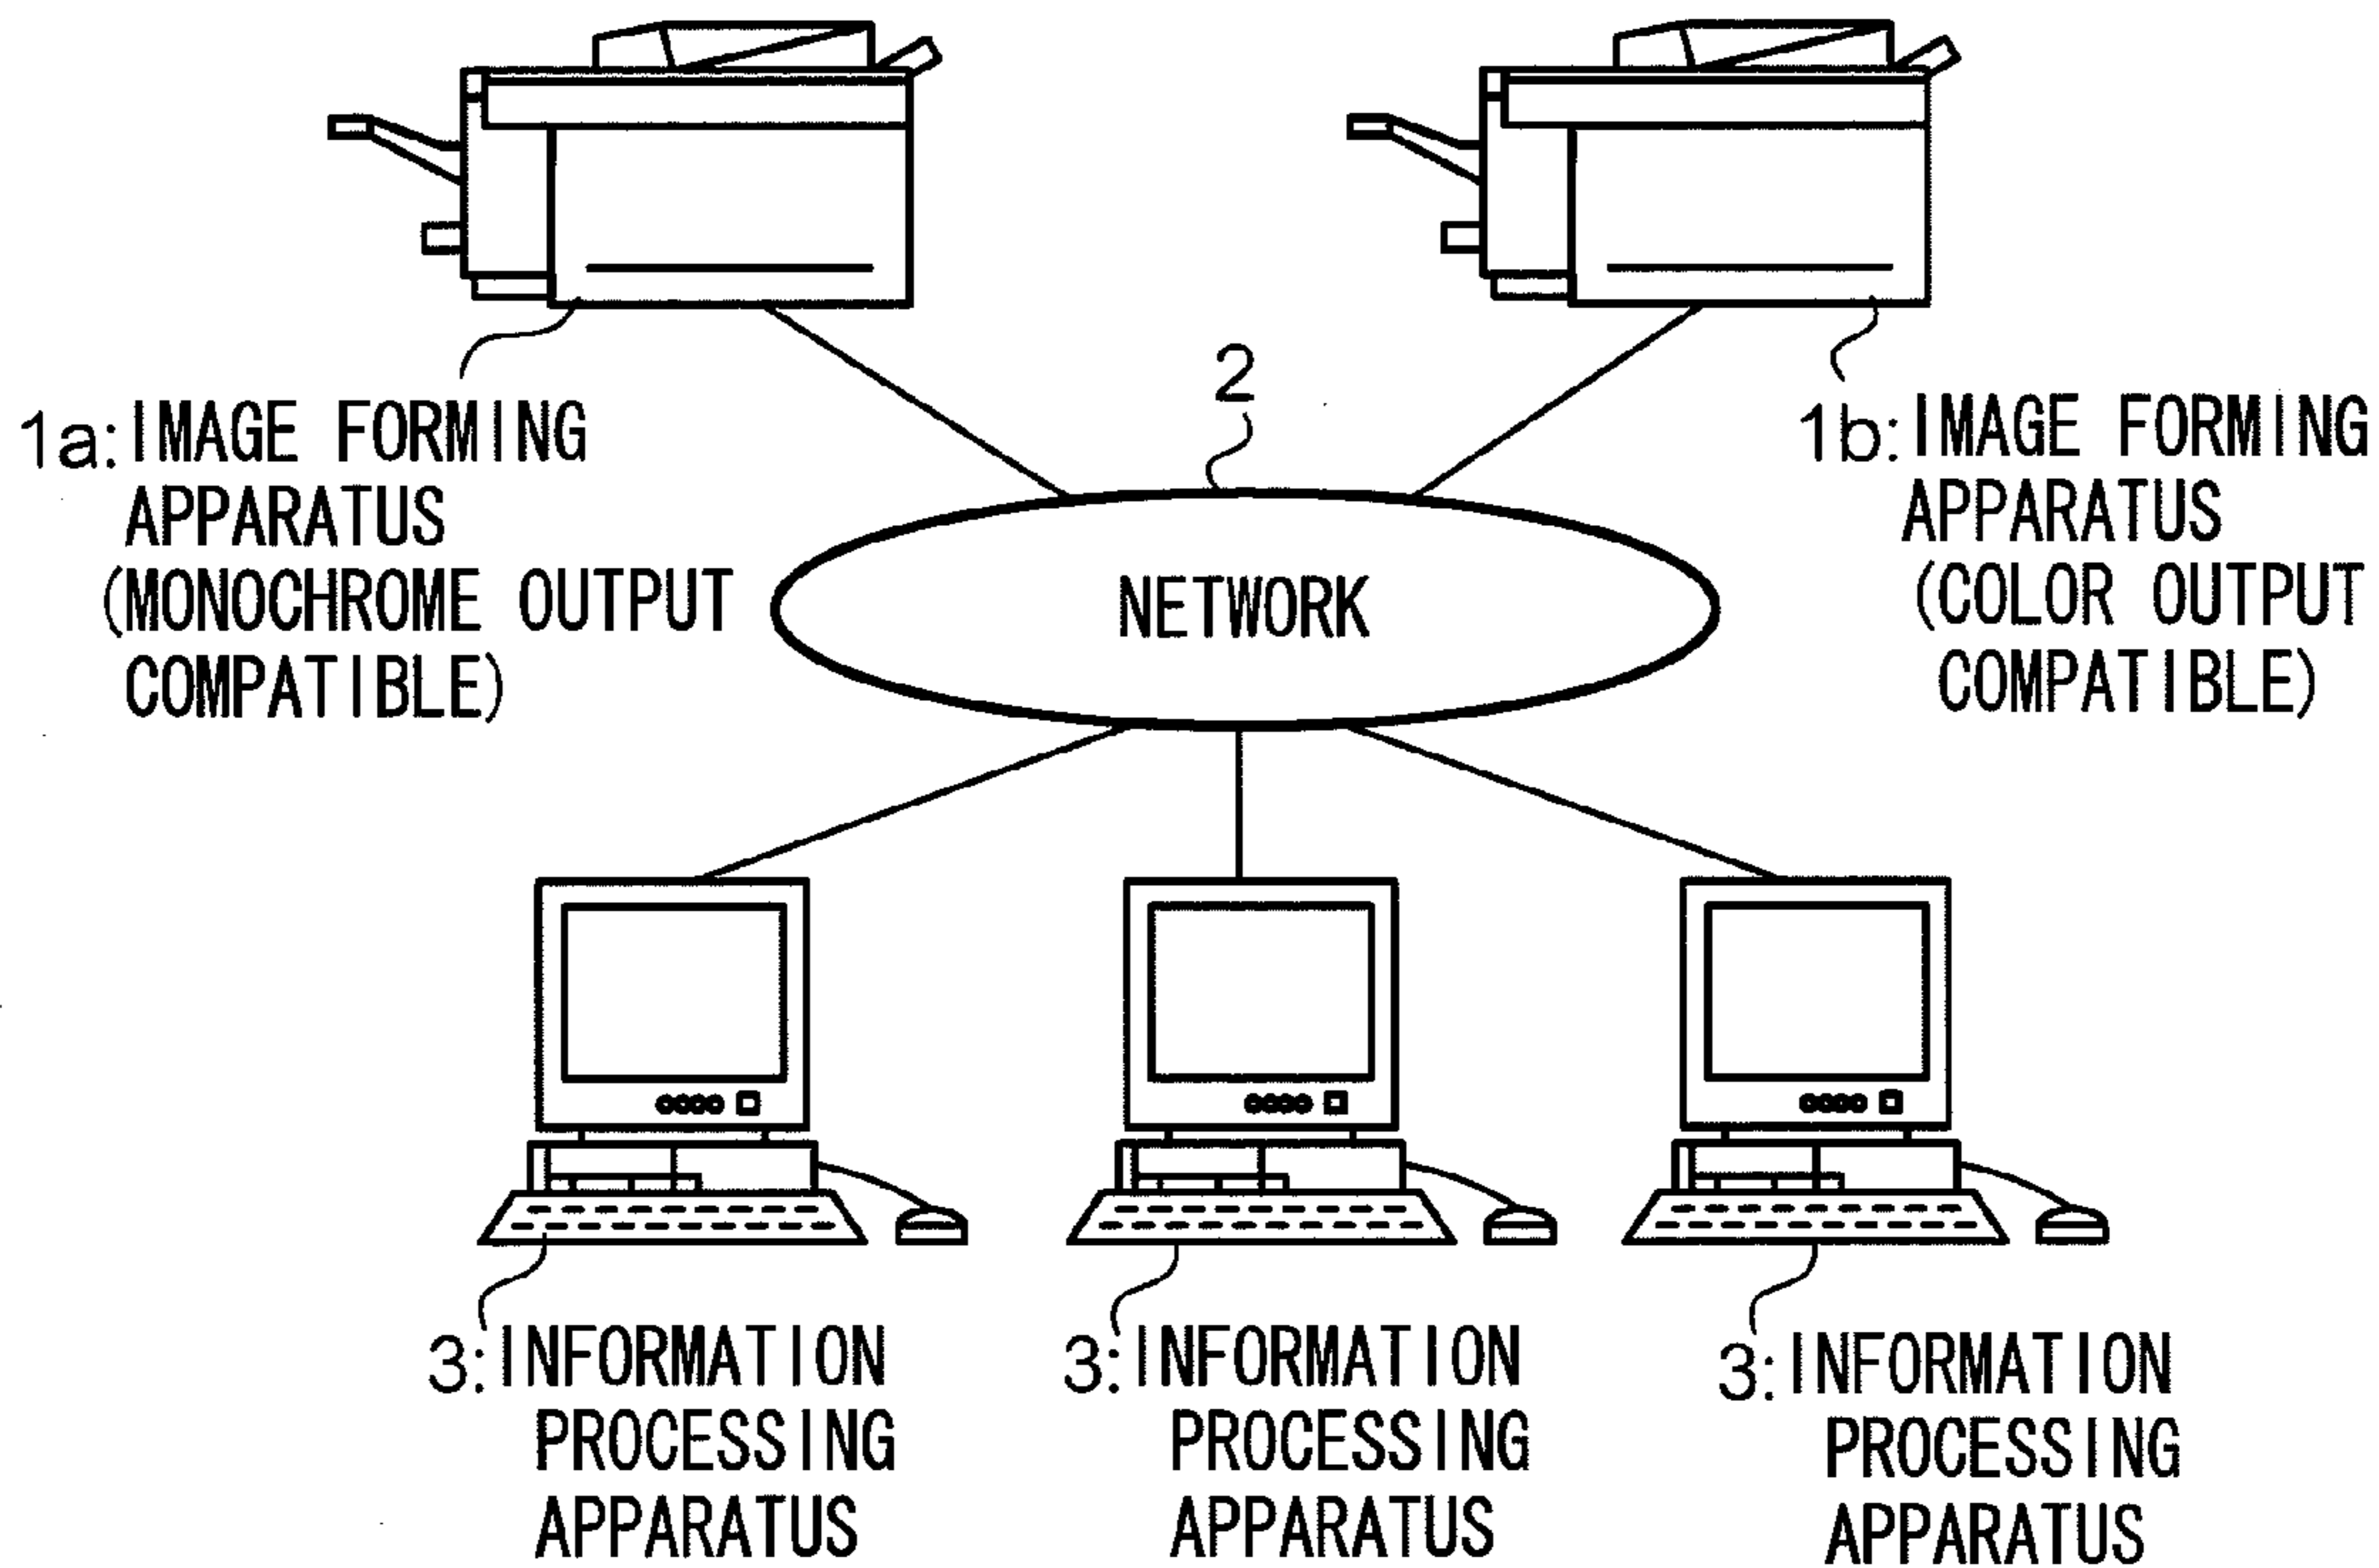 2
1a: IMAGE FORMING
APPARATUS
(MONOCHROME OUTPUT
COMPATIBLE)
NETWORK
1b: IMAGE FORMING
APPARATUS
(COLOR OUTPUT
COMPATIBLE)
3: INFORMATION
PROCESSING
APPARATUS
3: INFORMATION
PROCESSING
APPARATUS
3: INFORMATION
PROCESSING
APPARATUS